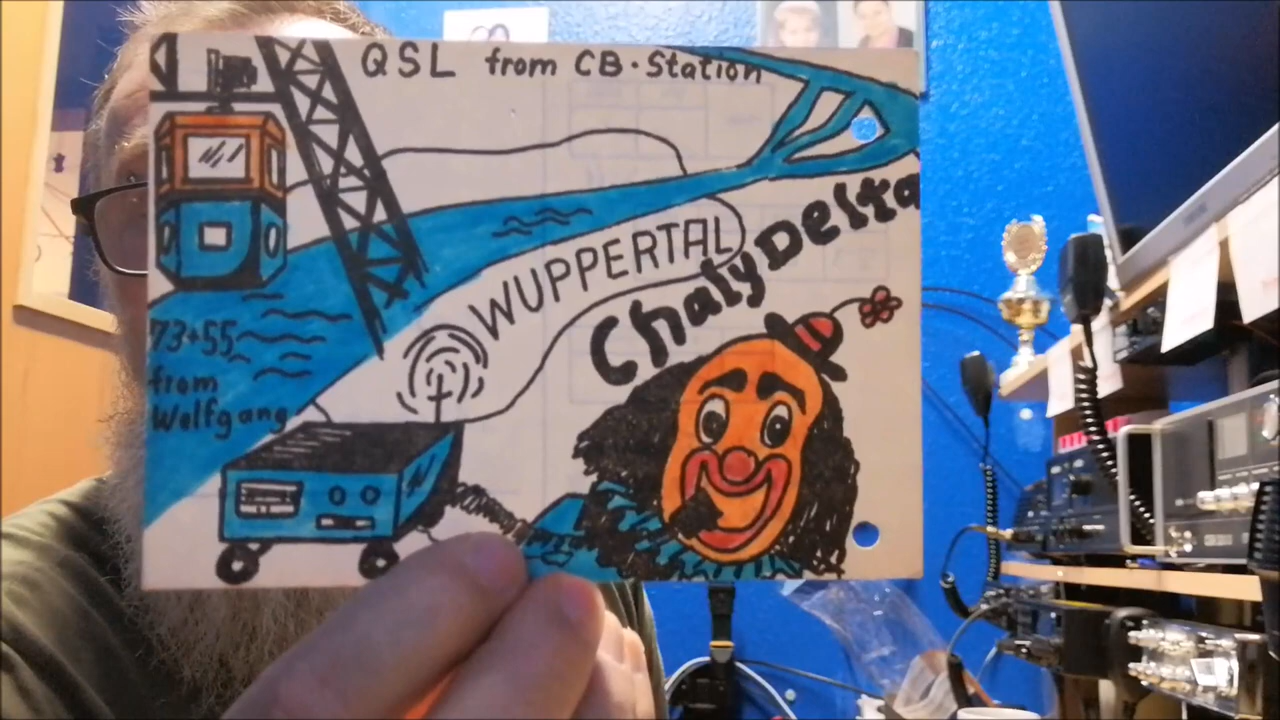 QSL from CB·Station
WUPPERTAL
Chaly Delta
73+55
from
Wolfgang